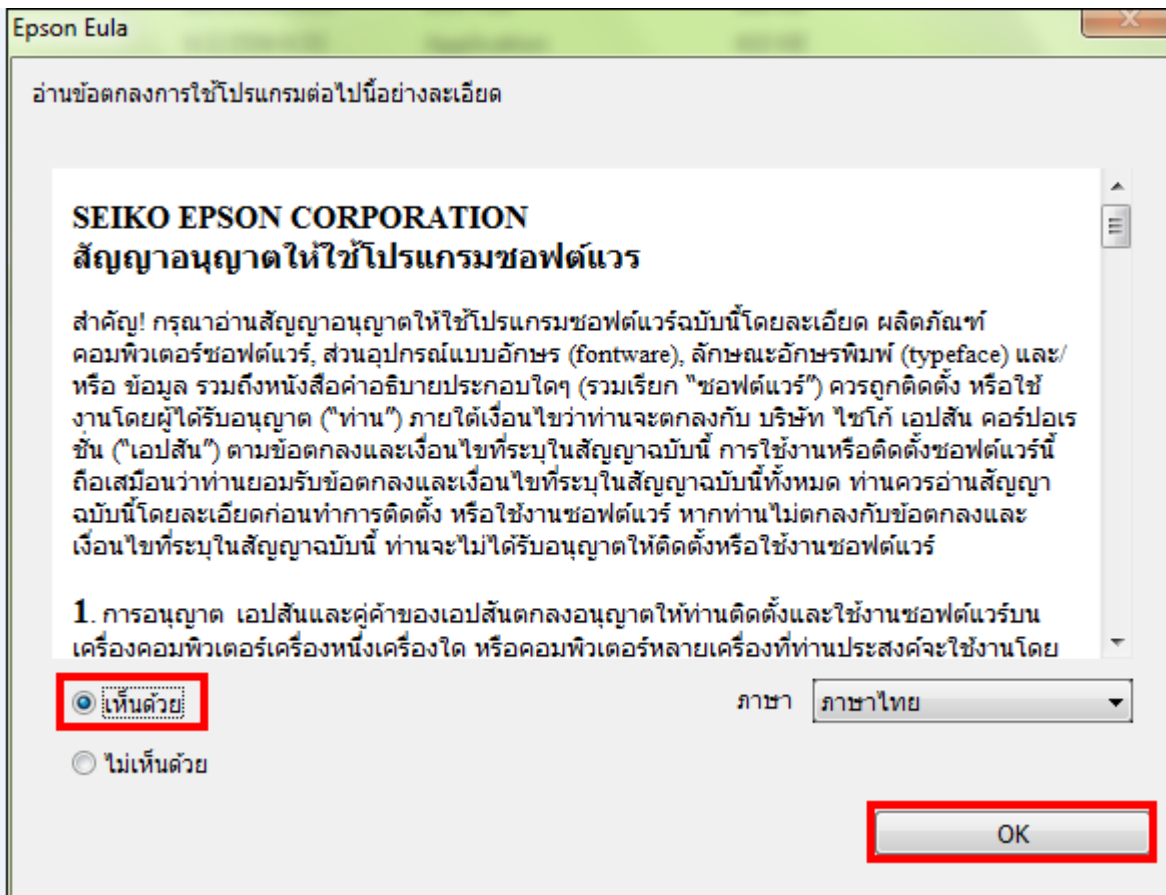 Epson Eula
อ่านข้อตกลงการใช้โปรแกรมต่อไปนี้อย่างละเอียด
SEIKO EPSON CORPORATION
สัญญาอนุญาตให้ใช้โปรแกรมซอฟต์แวร
สำคัญ! กรุณาอ่านสัญญาอนุญาตให้ใช้โปรแกรมซอฟต์แวร์ฉบับนี้โดยละเอียด ผลิตภัณฑ์
คอมพิวเตอร์ซอฟต์แวร์, ส่วนอุปกรณ์แบบอักษร (fontware), ลักษณะอักษรพิมพ์ (typeface) และ/
หรือ ข้อมูล รวมถึงหนังสือคำอธิบายประกอบใดๆ (รวมเรียก “ซอฟต์แวร์”) ควรถูกติดตั้ง หรือใช้
งานโดยผู้ได้รับอนุญาต (“ท่าน”) ภายใต้เงื่อนไขว่าท่านจะตกลงกับ บริษัท ไซโก้ เอปสัน คอร์ปอเร
ชั่น (“เอปสัน”) ตามข้อตกลงและเงื่อนไขที่ระบุในสัญญาฉบับนี้ การใช้งานหรือติดตั้งซอฟต์แวร์นี้
ถือเสมือนว่าท่านยอมรับข้อตกลงและเงื่อนไขที่ระบุในสัญญาฉบับนี้ทั้งหมด ท่านควรอ่านสัญญา
ฉบับนี้โดยละเอียดก่อนทำการติดตั้ง หรือใช้งานซอฟต์แวร์ หากท่านไม่ตกลงกับข้อตกลงและ
เงื่อนไขที่ระบุในสัญญาฉบับนี้ ท่านจะไม่ได้รับอนุญาตให้ติดตั้งหรือใช้งานซอฟต์แวร์
1. การอนุญาต เอปสันและคู่ค้าของเอปสันตกลงอนุญาตให้ท่านติดตั้งและใช้งานซอฟต์แวร์บน
เครื่องคอมพิวเตอร์เครื่องหนึ่งเครื่องใด หรือคอมพิวเตอร์หลายเครื่องที่ท่านประสงค์จะใช้งานโดย
เห็นด้วย
ภาษา ภาษาไทย
ไม่เห็นด้วย
OK